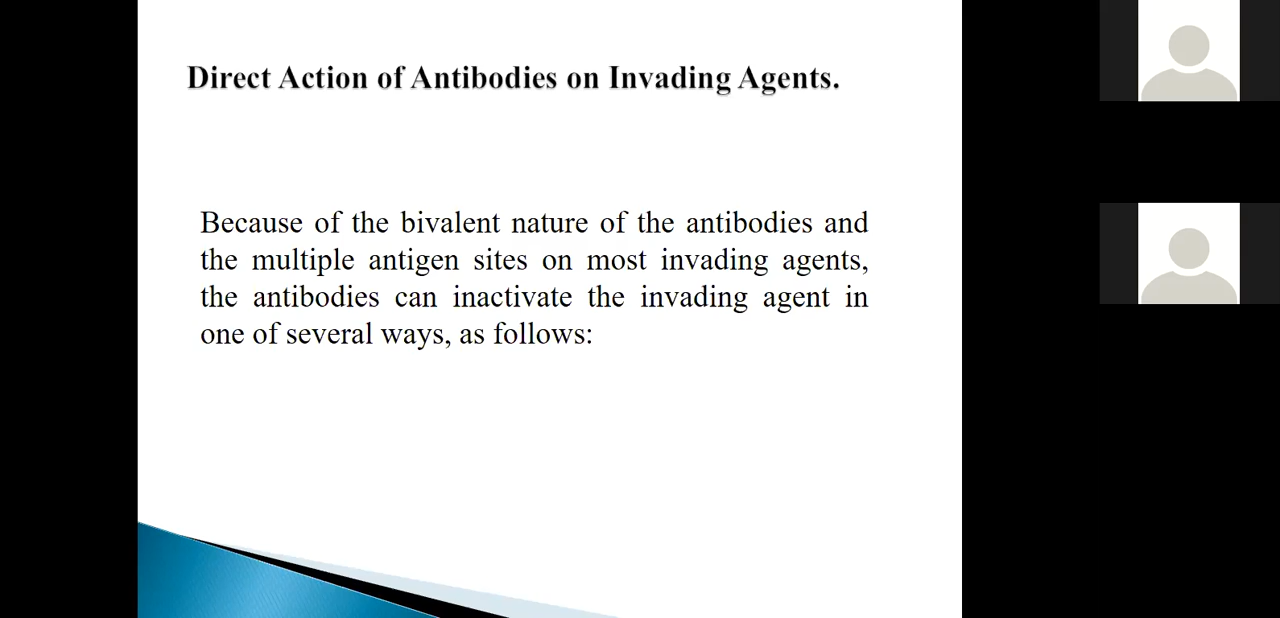 Direct Action of Antibodies on Invading Agents.
Because of the bivalent nature of the antibodies and
the multiple antigen sites on most invading agents,
the antibodies can inactivate the invading agent in
one of several ways, as follows: